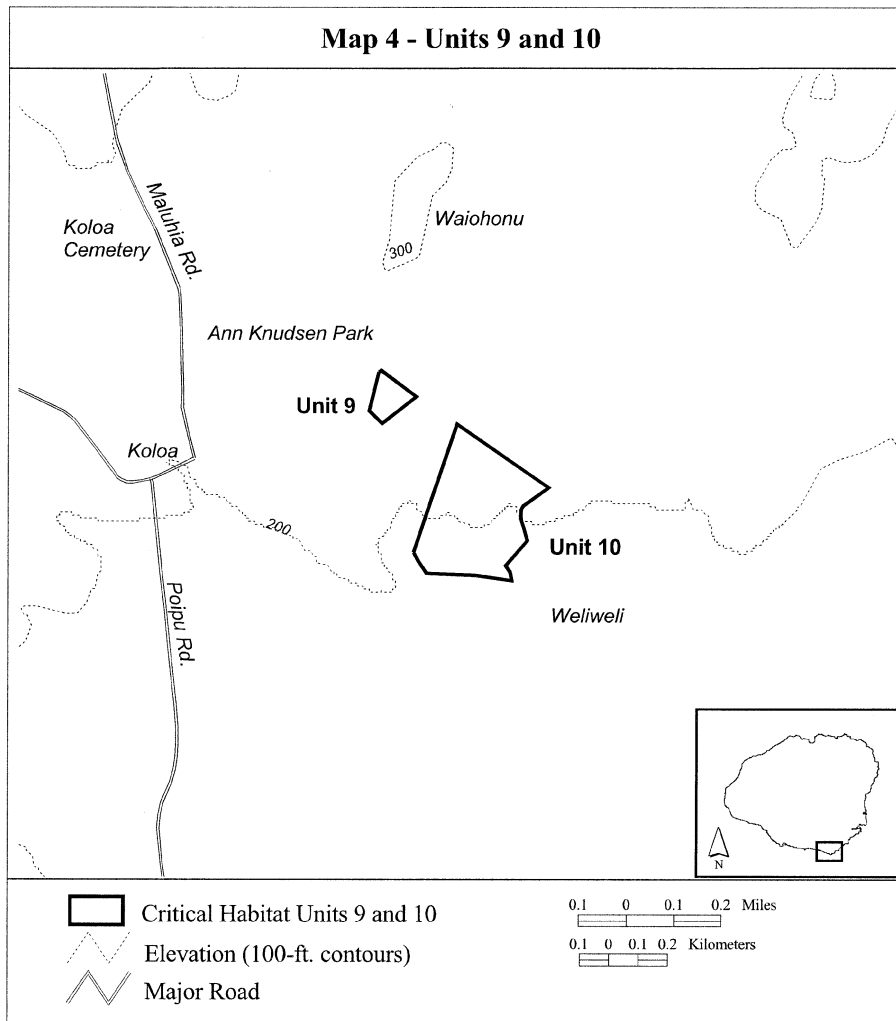 Map 4 - Units 9 and 10
Maluhia Rd.
Koloa
Cemetery
Waiohonu
300
Ann Knudsen Park
Unit 9
Koloa
200
Unit 10
Poipu Rd.
Weliweli
N
Critical Habitat Units 9 and 10
Elevation (100-ft. contours)
Major Road
0.1 0 0.1 0.2 Miles
0.1 0 0.1 0.2 Kilometers